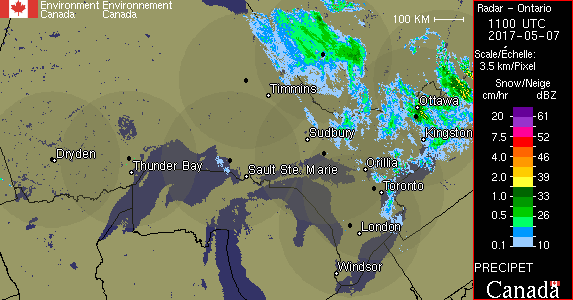 Environment Environnement
Canada Canada
100 KM
Timmins
Ottawa
Sudbury
Kingston
Dryden
Thunder Bay
Sault Ste. Marie
Orillia
Toronto
London
Windsor
Radar - Ontario
1100 UTC
2017-05-07
Scale/Échelle:
3.5 km/Pixel
Snow/Neige
cm/hr dBZ
20 61
7.5 52
4.0 46
2.0 39
1.0 33
0.5 26
0.1 10
PRECIPET
Canada